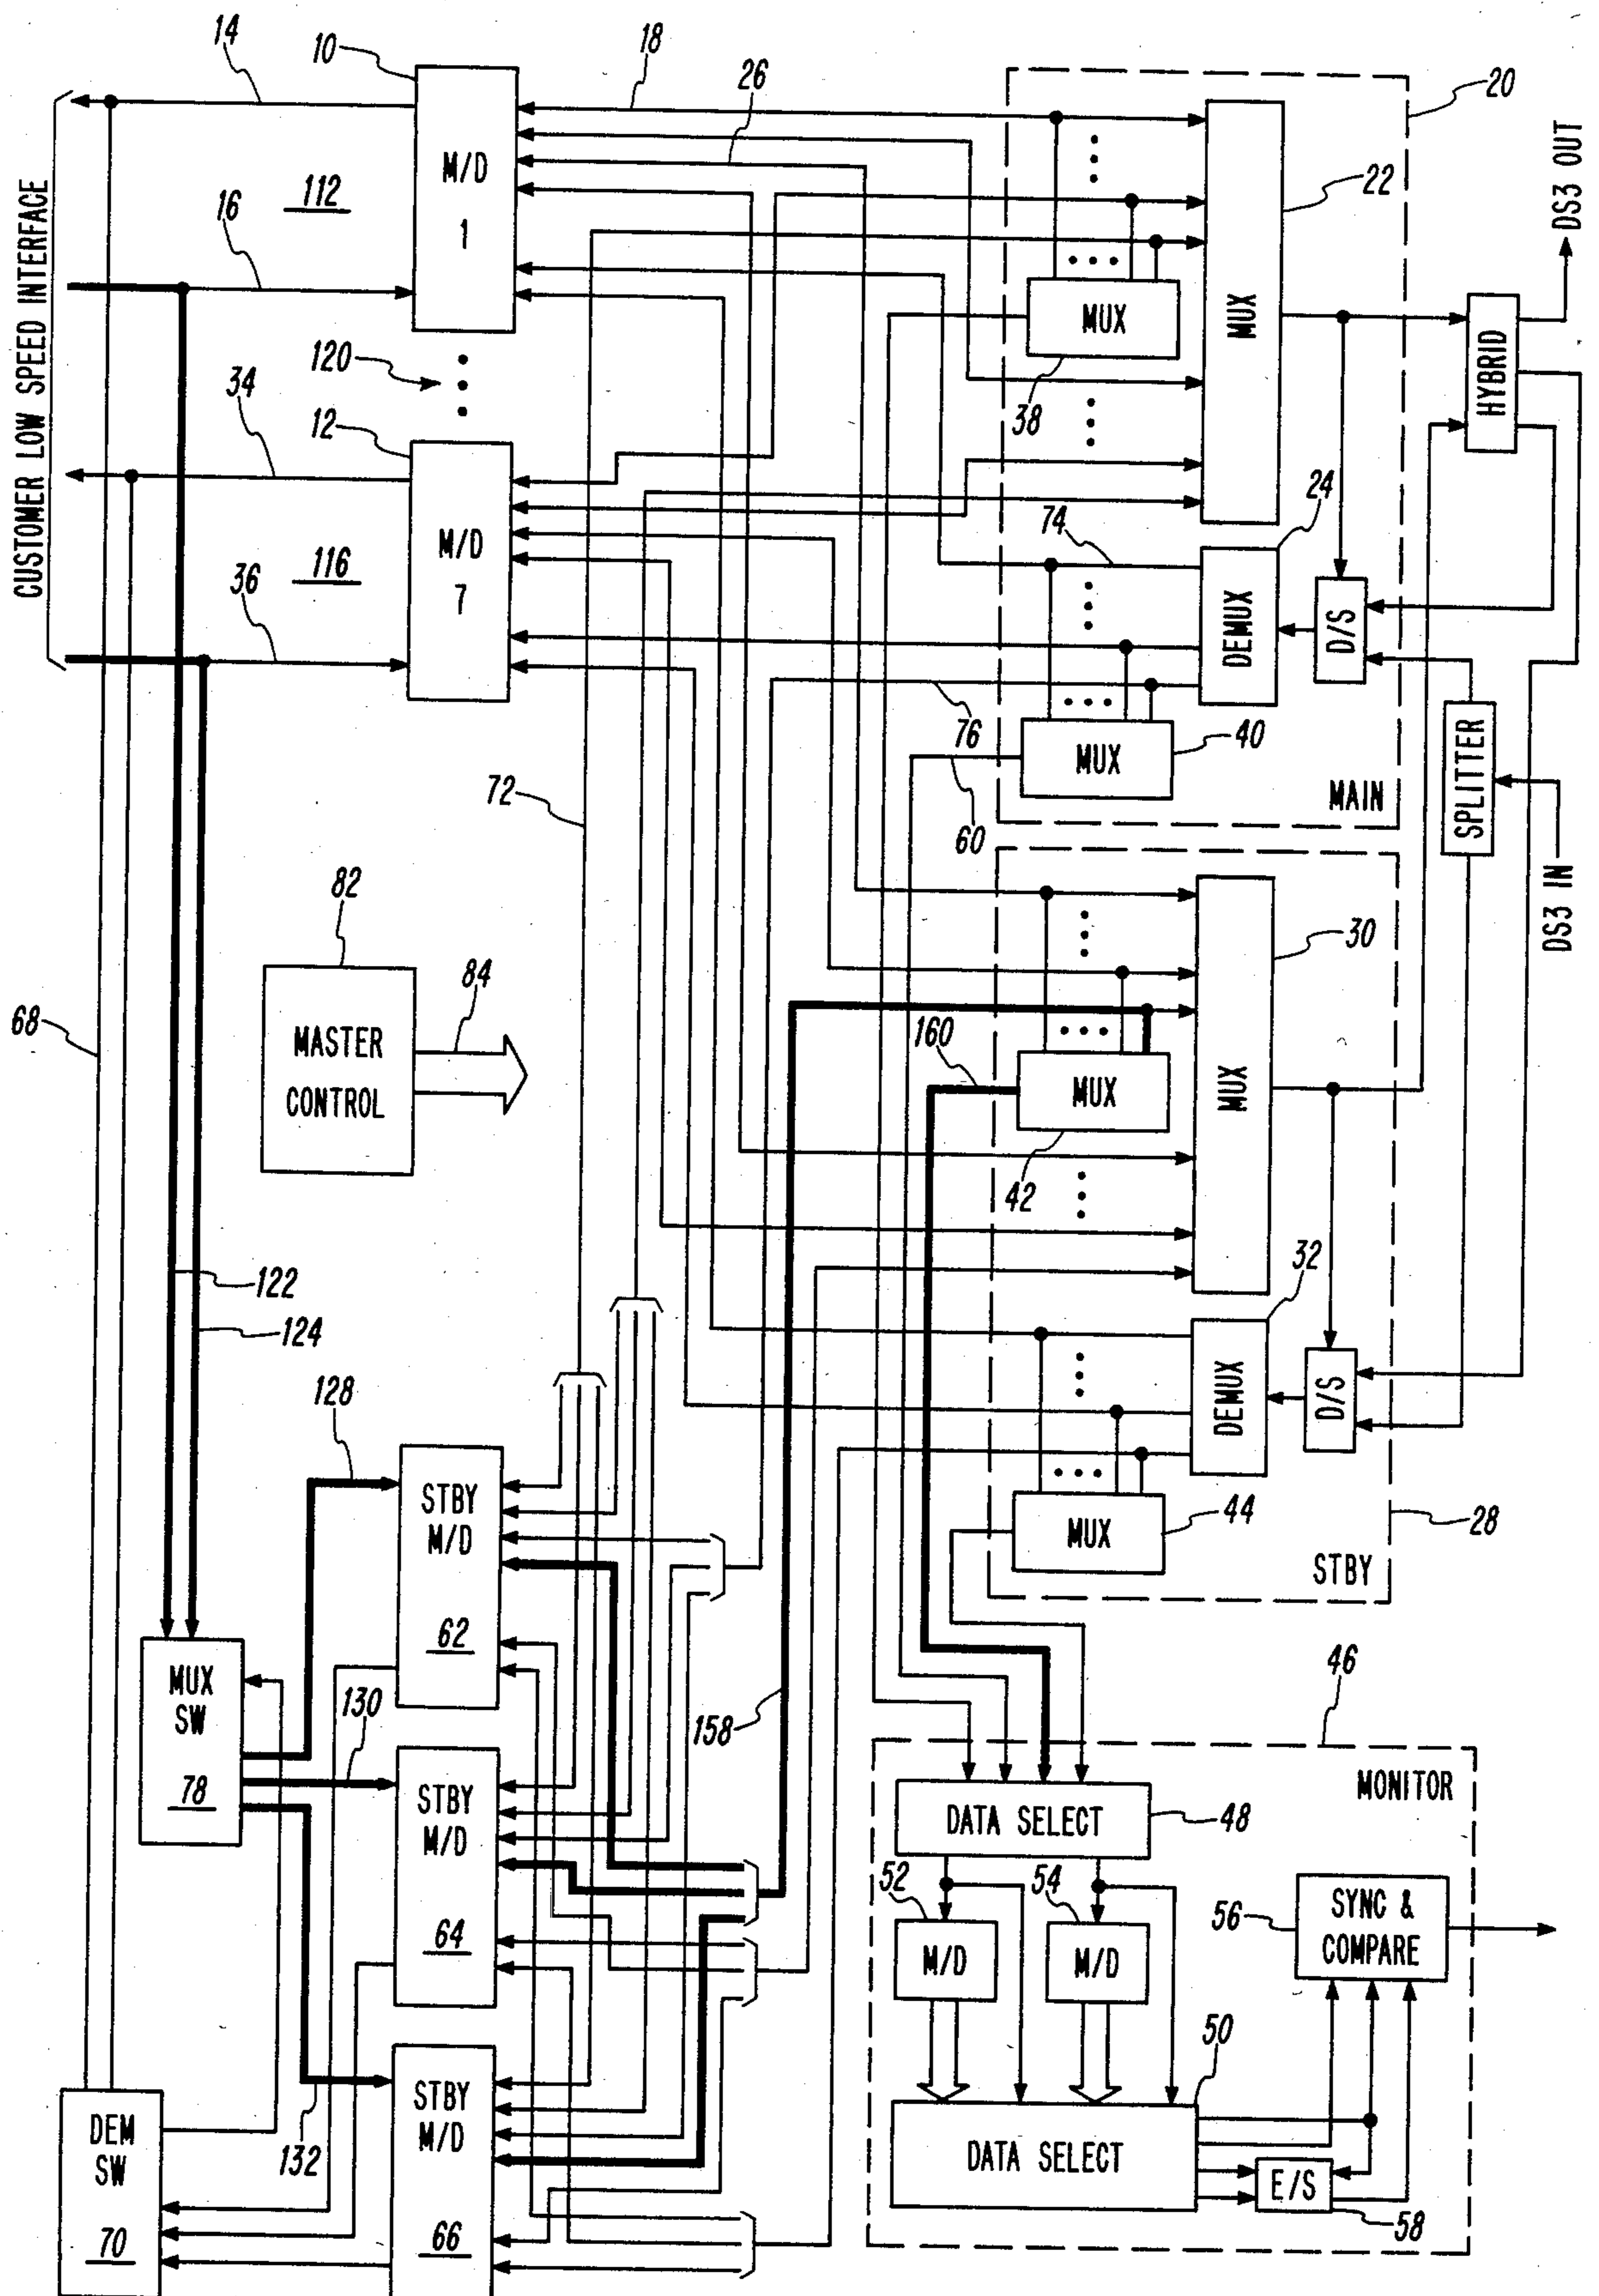 14
10
18
26
20
DS3 OUT
CUSTOMER LOW SPEED INTERFACE
16
112
M/D
1
22
MUX
MUX
HYBRID
120
38
34
12
24
74
116
M/D
7
36
DEMUX
D/S
76
40
MUX
MAIN
SPLITTER
72
60
82
84
30
DS3 IN
68
MASTER
CONTROL
160
MUX
MUX
42
122
32
124
128
DEMUX
D/S
STBY
M/D
62
44
MUX
28
STBY
MUX
SW
78
130
158
46
MONITOR
STBY
M/D
64
DATA SELECT
48
52
54
56
SYNC &
COMPARE
M/D
M/D
50
132
STBY
M/D
66
DEM
SW
70
DATA SELECT
E/S
58